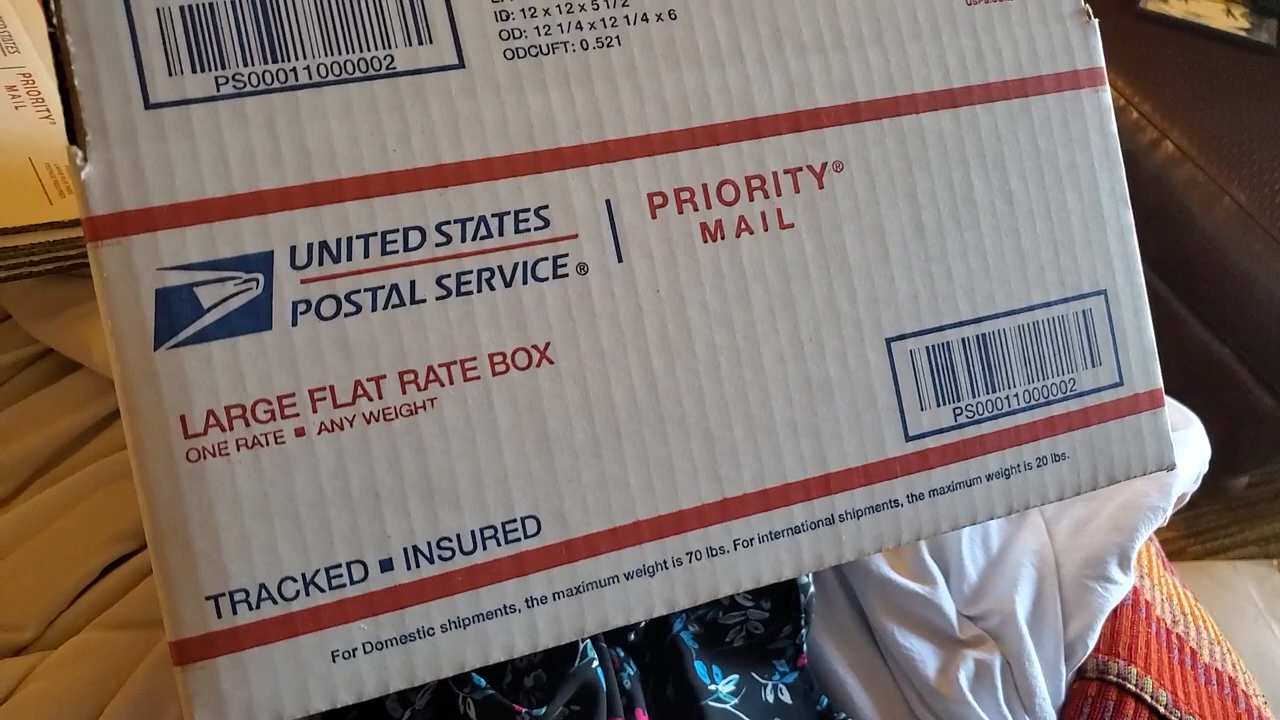 ID: 12 x 12 x 5 1/2
OD: 12 1/4 x 12 1/4 x 6
ODCUFT: 0.521
PS00011000002
UNITED STATES
POSTAL SERVICE®
PRIORITY®
MAIL
LARGE FLAT RATE BOX
ONE RATE ■ ANY WEIGHT
PS00011000002
TRACKED ■ INSURED
For Domestic shipments, the maximum weight is 70 lbs. For international shipments, the maximum weight is 20 lbs.
PRIORITY®
MAIL